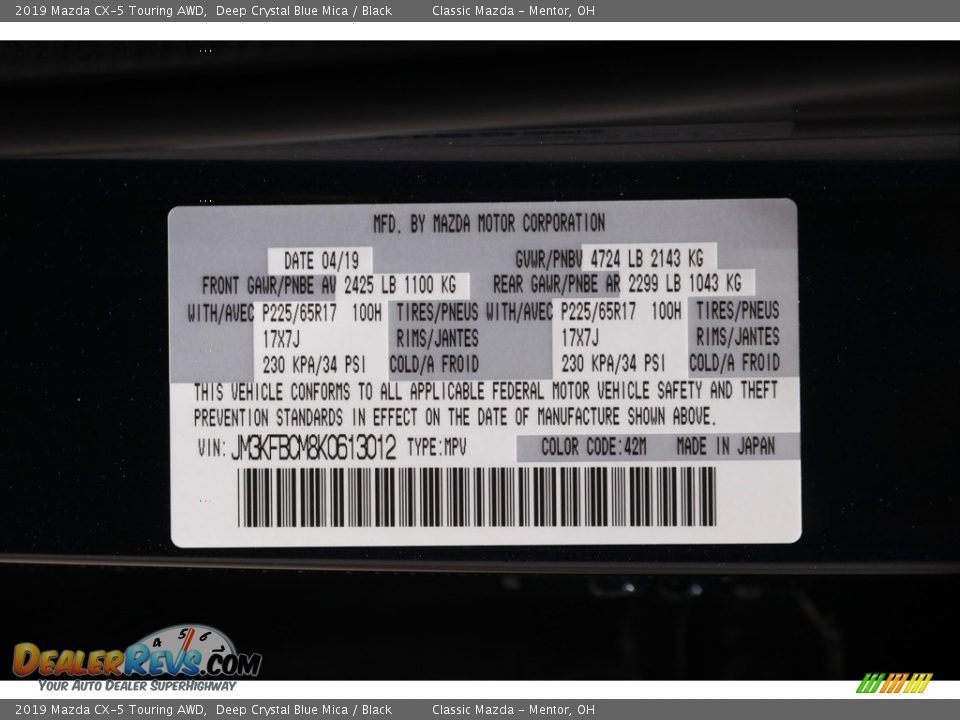 2019 Mazda CX-5 Touring AWD, Deep Crystal Blue Mica / Black Classic Mazda - Mentor, OH
MFD. BY MAZDA MOTOR CORPORATION
DATE 04/19 GVWR/PNBV 4724 LB 2143 KG
FRONT GAWR/PNBE AV 2425 LB 1100 KG REAR GAWR/PNBE AR 2299 LB 1043 KG
WITH/AVEC P225/65R17 100H TIRES/PNEUS WITH/AVEC P225/65R17 100H TIRES/PNEUS
17X7J RIMS/JANTES 17X7J RIMS/JANTES
230 KPA/34 PSI COLD/A FROID 230 KPA/34 PSI COLD/A FROID
THIS VEHICLE CONFORMS TO ALL APPLICABLE FEDERAL MOTOR VEHICLE SAFETY AND THEFT
PREVENTION STANDARDS IN EFFECT ON THE DATE OF MANUFACTURE SHOWN ABOVE.
VIN: JM3KFBCM8K0613012 TYPE:MPV COLOR CODE:42M MADE IN JAPAN
4 5 6
DEALERREVS.COM
YOUR AUTO DEALER SUPERHIGHWAY
2019 Mazda CX-5 Touring AWD, Deep Crystal Blue Mica / Black Classic Mazda - Mentor, OH